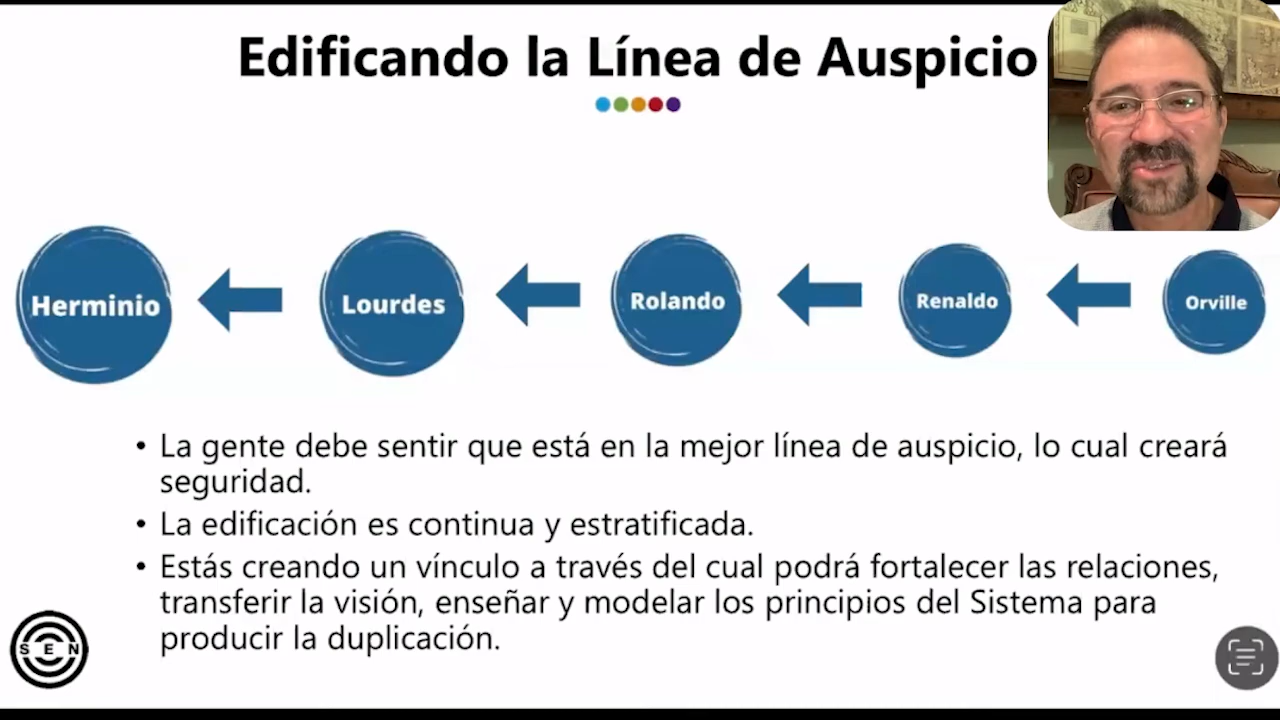 Edificando la Línea de Auspicio
Herminio
Lourdes
Rolando
Renaldo
Orville
• La gente debe sentir que está en la mejor línea de auspicio, lo cual creará
seguridad.
• La edificación es continua y estratificada.
• Estás creando un vínculo a través del cual podrá fortalecer las relaciones,
transferir la visión, enseñar y modelar los principios del Sistema para
producir la duplicación.
SEN